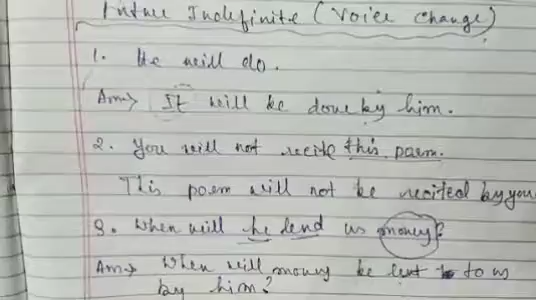 Future Indefinite (Voice change)
1. He will do.
Ans→ It will be done by him.
2. You will not recite this poem.
This poem will not be recited by you
3. When will he lend us money?
Ans→ When will money be lent to us
by him?